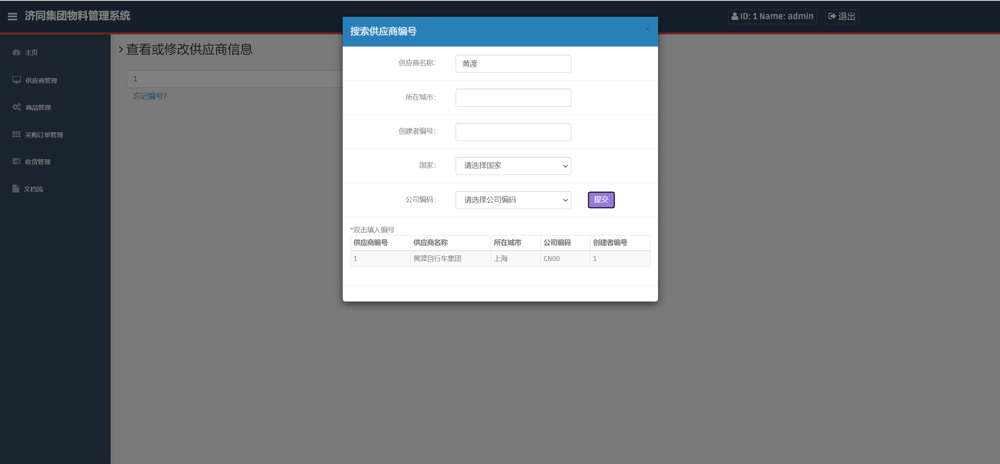 济同集团物料管理系统
ID: 1 Name: admin
退出
主页
供应商管理
商品管理
采购订单管理
收货管理
文档流
查看或修改供应商信息
1
忘记编号?
搜索供应商编号
×
供应商名称: 黄渡
所在城市:
创建者编号:
国家: 请选择国家
公司编码: 请选择公司编码 提交
*双击填入编号
供应商编号 供应商名称 所在城市 公司编码 创建者编号
1 黄渡自行车集团 上海 CN00 1